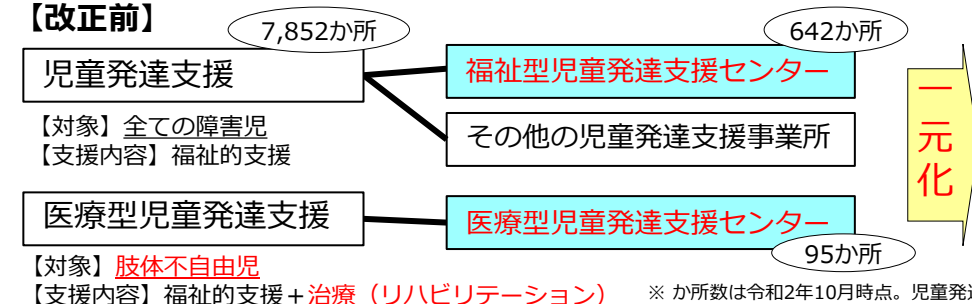 【改正前】
7,852か所
642か所
児童発達支援
福祉型児童発達支援センター
【対象】全ての障害児
【支援内容】福祉的支援
その他の児童発達支援事業所
一元化
医療型児童発達支援
医療型児童発達支援センター
95か所
【対象】肢体不自由児
【支援内容】福祉的支援+治療(リハビリテーション)
※ か所数は令和2年10月時点。児童発